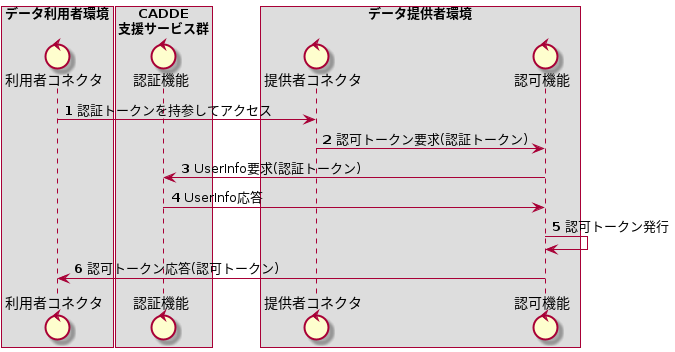 データ利用者環境
CADDE
支援サービス群
データ提供者環境
利用者コネクタ
認証機能
提供者コネクタ
認可機能
1 認証トークンを持参してアクセス
2 認可トークン要求(認証トークン)
3 UserInfo要求(認証トークン)
4 UserInfo応答
5 認可トークン発行
6 認可トークン応答(認可トークン)
利用者コネクタ
認証機能
提供者コネクタ
認可機能